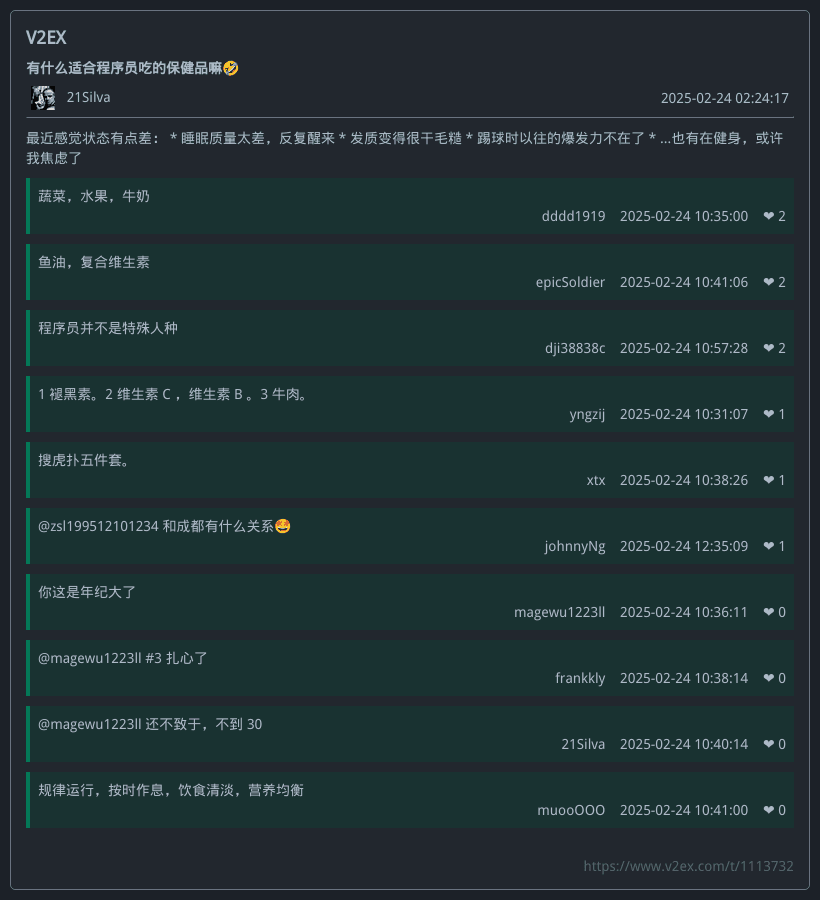 V2EX
有什么适合程序员吃的保健品嘛🤣
21Silva
2025-02-24 02:24:17
最近感觉状态有点差： * 睡眠质量太差，反复醒来 * 发质变得很干毛糙 * 踢球时以往的爆发力不在了 * ...也有在健身，或许
我焦虑了
蔬菜，水果，牛奶
dddd1919 2025-02-24 10:35:00 ❤ 2
鱼油，复合维生素
epicSoldier 2025-02-24 10:41:06 ❤ 2
程序员并不是特殊人种
dji38838c 2025-02-24 10:57:28 ❤ 2
1 褪黑素。2 维生素 C ，维生素 B 。3 牛肉。
yngzij 2025-02-24 10:31:07 ❤ 1
搜虎扑五件套。
xtx 2025-02-24 10:38:26 ❤ 1
@zsl199512101234 和成都有什么关系🤩
johnnyNg 2025-02-24 12:35:09 ❤ 1
你这是年纪大了
magewu1223ll 2025-02-24 10:36:11 ❤ 0
@magewu1223ll #3 扎心了
frankkly 2025-02-24 10:38:14 ❤ 0
@magewu1223ll 还不致于，不到 30
21Silva 2025-02-24 10:40:14 ❤ 0
规律运行，按时作息，饮食清淡，营养均衡
muooOOO 2025-02-24 10:41:00 ❤ 0
https://www.v2ex.com/t/1113732